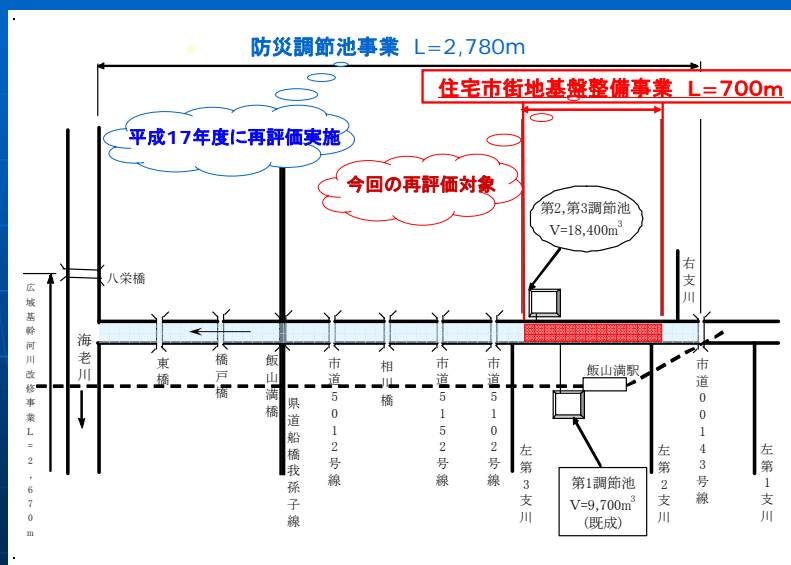 防災調節池事業 L=2,780m
住宅市街地基盤整備事業 L=700m
平成17年度に再評価実施
今回の再評価対象
第2,第3調節池
V=18,400m³
右支川
八栄橋
広域基幹河川改修事業L=2,670m
海老川
東橋
橋戸橋
飯山満橋
県道船橋我孫子線
市道5012号線
相川橋
市道5152号線
市道5102号線
飯山満駅
市道00143号線
左第3支川
左第2支川
左第1支川
第1調節池
V=9,700m³
(既成)